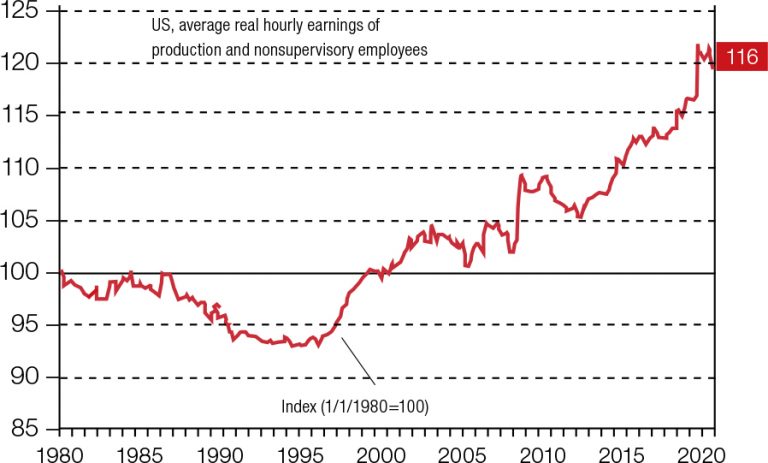 US, average real hourly earnings of
production and nonsupervisory employees
125
120
115
110
105
100
95
90
85
116
Index (1/1/1980=100)
1980 1985 1990 1995 2000 2005 2010 2015 2020